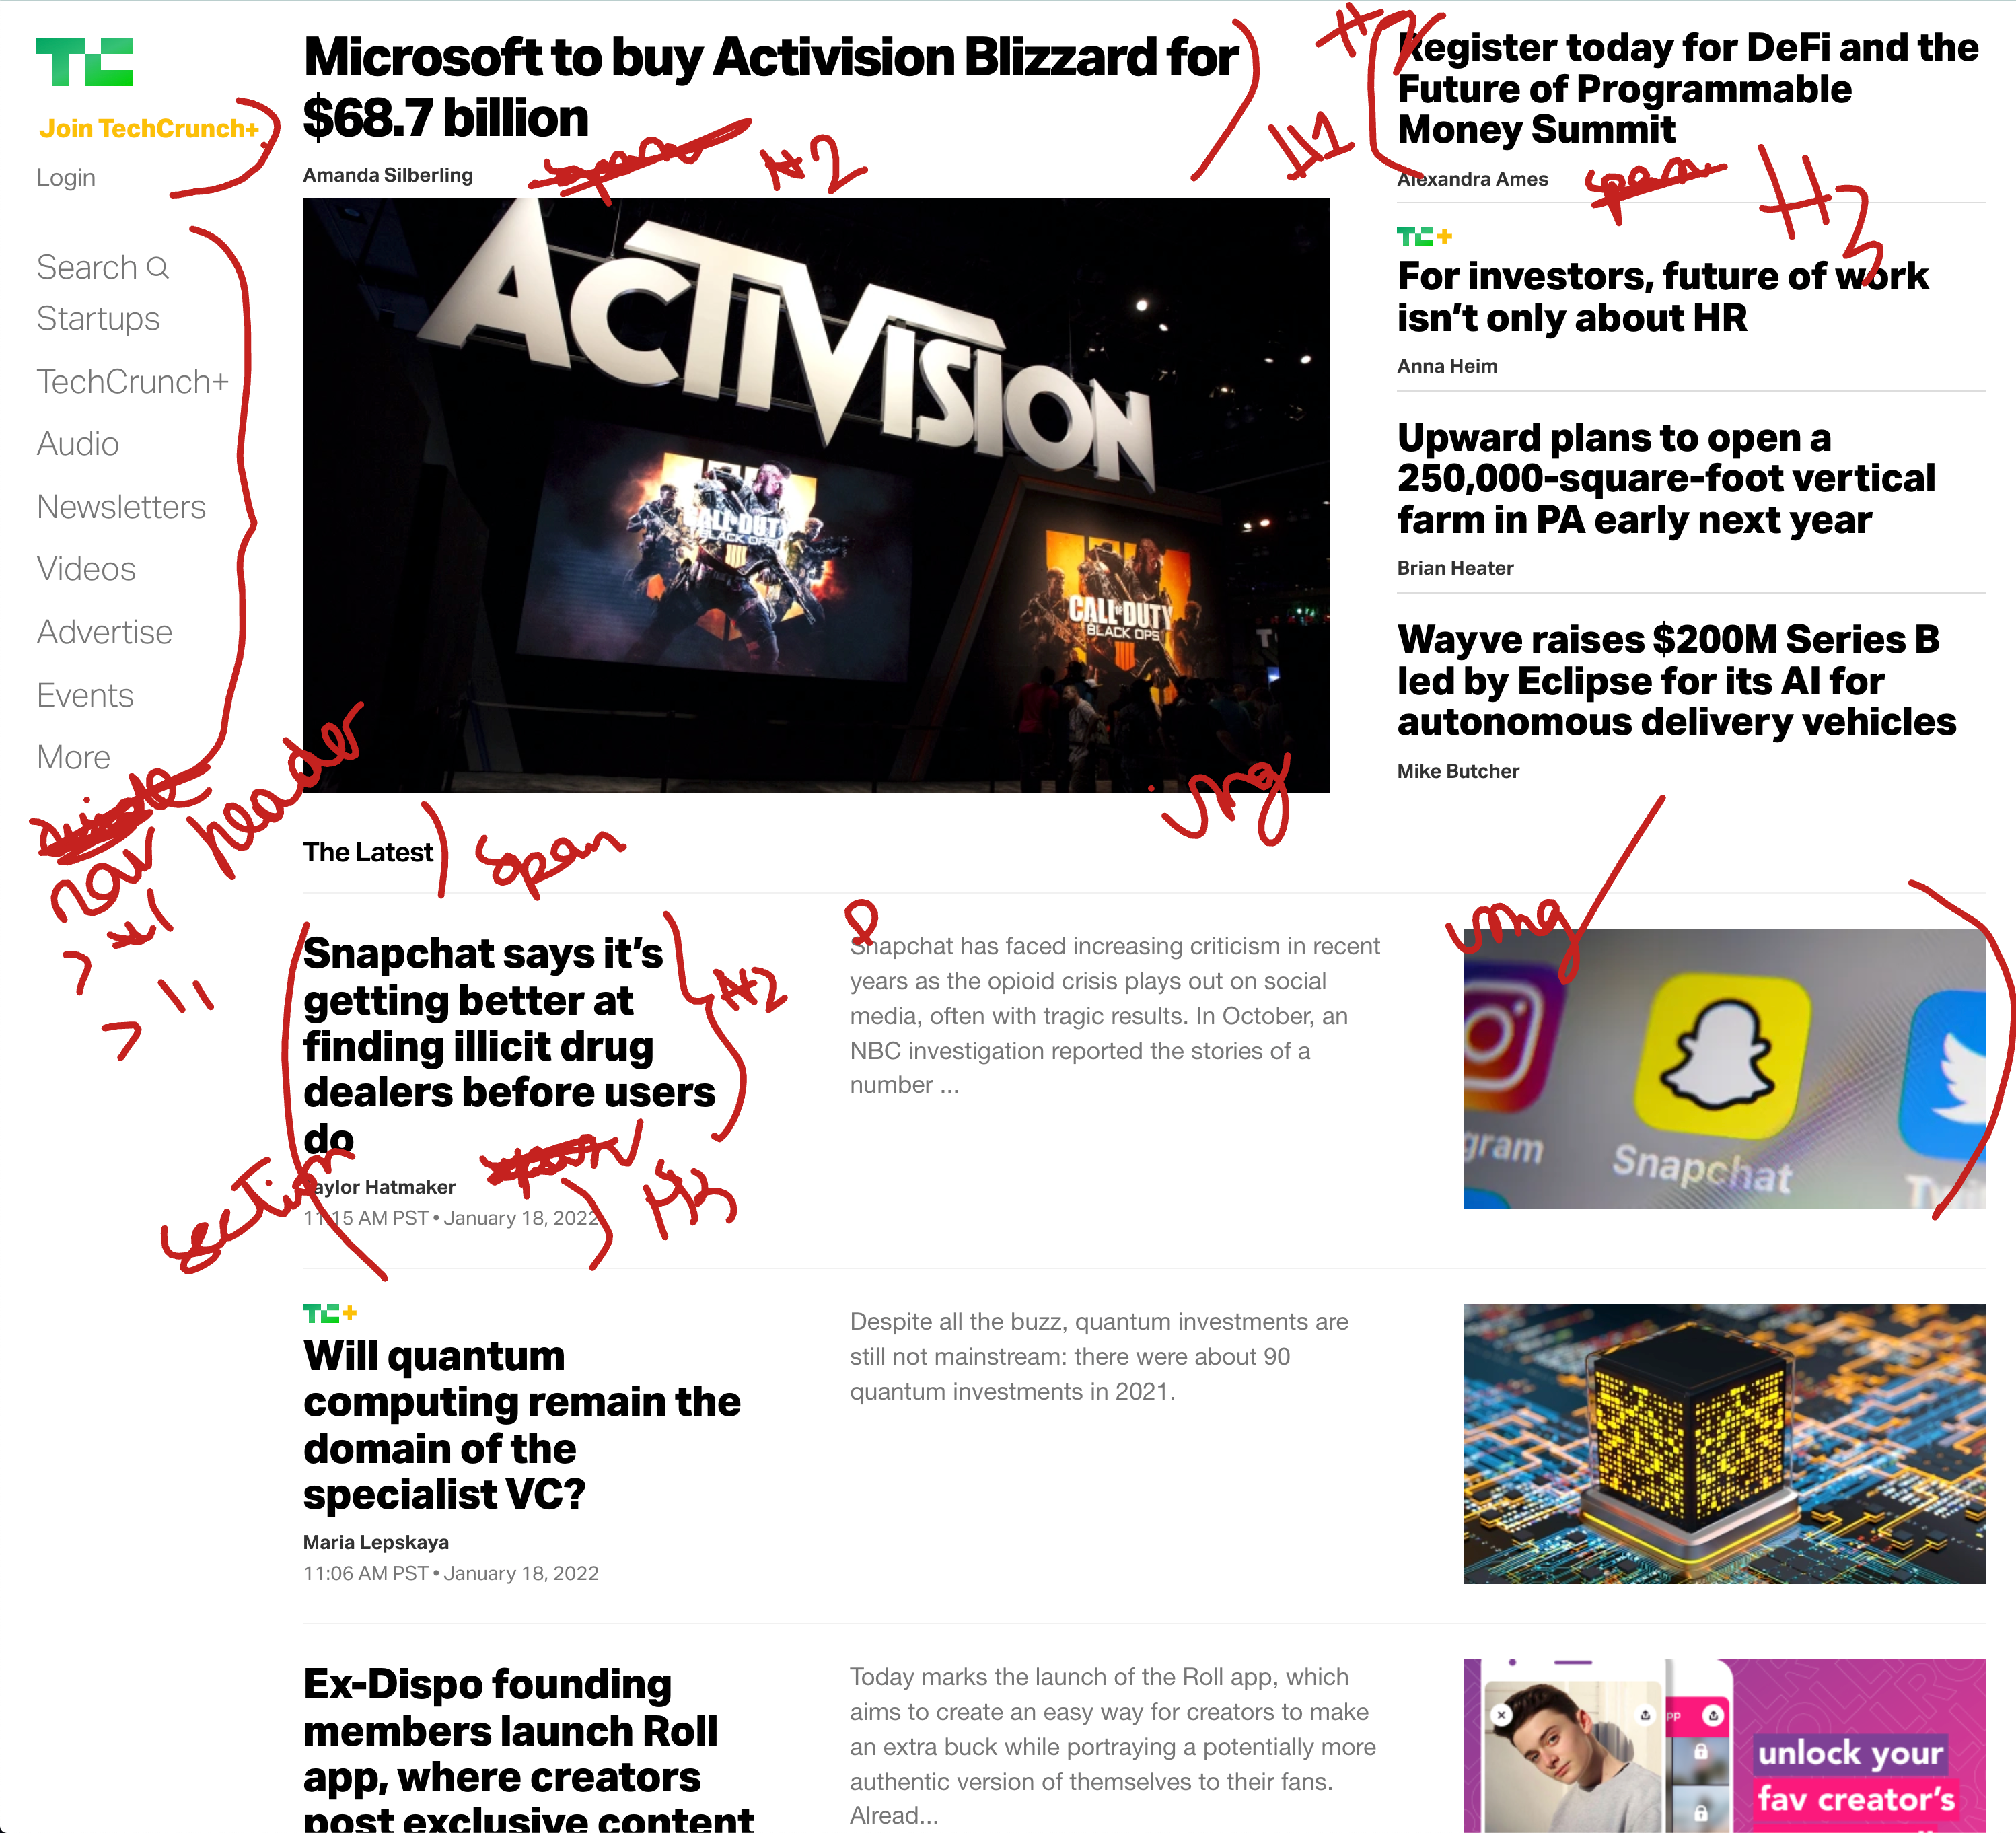 TC
Join TechCrunch+
Login
Search
Startups
TechCrunch+
Audio
Newsletters
Videos
Advertise
Events
More
header
nav
Microsoft to buy Activision Blizzard for
$68.7 billion
H1
Amanda Silberling
span
H2
ACTIVISION
CALL OF DUTY
BLACK OPS
IIII
CALL OF DUTY
BLACK OPS
IIII
img
H2
Register today for DeFi and the
Future of Programmable
Money Summit
Alexandra Ames
span
H3
TC+
For investors, future of work
isn't only about HR
Anna Heim
Upward plans to open a
250,000-square-foot vertical
farm in PA early next year
Brian Heater
Wayve raises $200M Series B
led by Eclipse for its AI for
autonomous delivery vehicles
Mike Butcher
The Latest
span
section
Snapchat says it's
getting better at
finding illicit drug
dealers before users
do
H2
Taylor Hatmaker
span
11:15 AM PST • January 18, 2022
H3
P
Snapchat has faced increasing criticism in recent
years as the opioid crisis plays out on social
media, often with tragic results. In October, an
NBC investigation reported the stories of a
number ...
img
gram
Snapchat
Twit
TC+
Will quantum
computing remain the
domain of the
specialist VC?
Maria Lepskaya
11:06 AM PST • January 18, 2022
Despite all the buzz, quantum investments are
still not mainstream: there were about 90
quantum investments in 2021.
Ex-Dispo founding
members launch Roll
app, where creators
post exclusive content
Today marks the launch of the Roll app, which
aims to create an easy way for creators to make
an extra buck while portraying a potentially more
authentic version of themselves to their fans.
Alread...
pp
unlock your
fav creator's